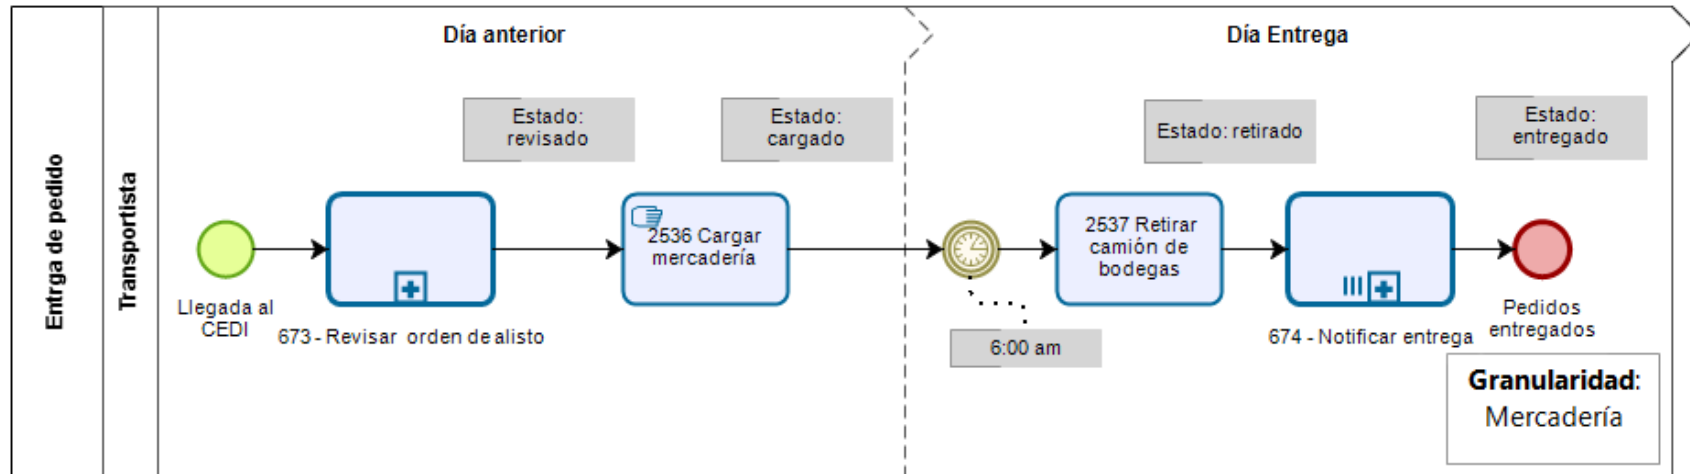 Entrga de pedido
Transportista
Día anterior
Día Entrega
Estado:
revisado
Estado:
cargado
Estado: retirado
Estado:
entregado
Llegada al
CEDI
673 - Revisar orden de alisto
2536 Cargar
mercadería
6:00 am
2537 Retirar
camión de
bodegas
674 - Notificar entrega
Pedidos
entregados
Granularidad:
Mercadería